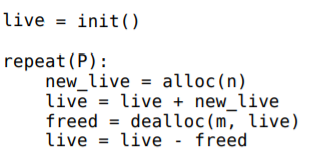 live = init()
repeat(P):
new_live = alloc(n)
live = live + new_live
freed = dealloc(m, live)
live = live - freed